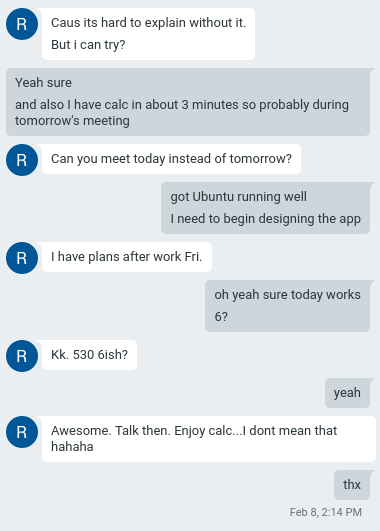 R
Caus its hard to explain without it.
But i can try?
Yeah sure
and also I have calc in about 3 minutes so probably during
tomorrow's meeting
R
Can you meet today instead of tomorrow?
got Ubuntu running well
I need to begin designing the app
R
I have plans after work Fri.
oh yeah sure today works
6?
R
Kk. 530 6ish?
yeah
R
Awesome. Talk then. Enjoy calc...I dont mean that
hahaha
thx
Feb 8, 2:14 PM